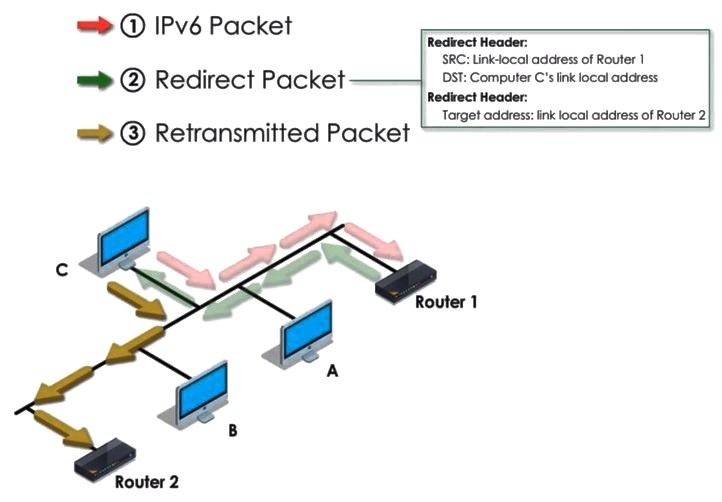 ① IPv6 Packet
② Redirect Packet
③ Retransmitted Packet
Redirect Header:
SRC: Link-local address of Router 1
DST: Computer C's link local address
Redirect Header:
Target address: link local address of Router 2
C
Router 1
A
B
Router 2